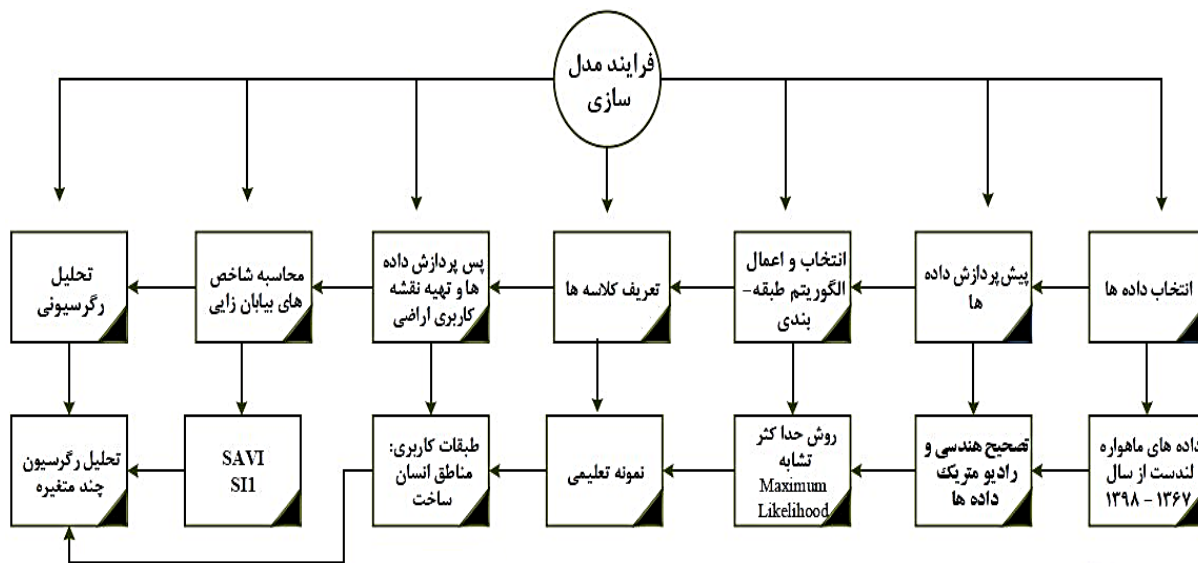 فرایند مدل
سازی
انتخاب داده ها
پیش‌پردازش داده
ها
انتخاب و اعمال
الگوریتم طبقه-
بندی
تعریف کلاسه ها
پس پردازش داده
ها و تهیه نقشه
کاربری اراضی
محاسبه شاخص
های بیابان زایی
تحلیل
رگرسیونی
داده های ماهواره
لندست از سال
۱۳۶۷ - ۱۳۹۸
تصحیح هندسی و
رادیو متریک
داده ها
روش حداکثر
تشابه
Maximum
Likelihood
نمونه تعلیمی
طبقات کاربری:
مناطق انسان
ساخت
SAVI
SI1
تحلیل رگرسیون
چند متغیره